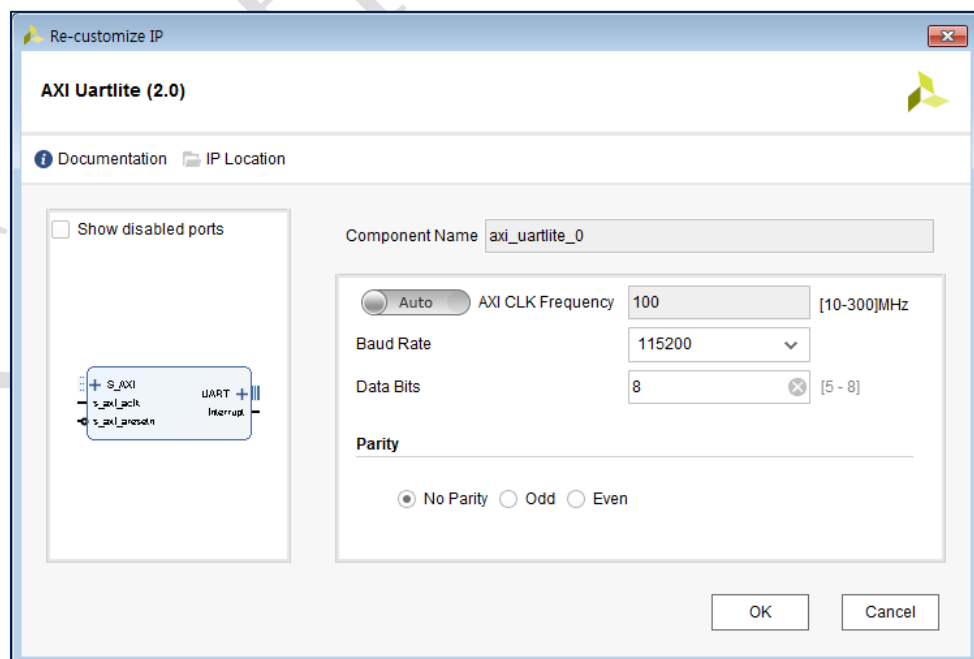 Re-customize IP
AXI Uartlite (2.0)
Documentation IP Location
Show disabled ports
S_AXI
s_axi_aclk
s_axi_aresetn
UART
Interrupt
Component Name axi_uartlite_0
Auto AXI CLK Frequency 100 [10-300]MHz
Baud Rate 115200
Data Bits 8 [5 - 8]
Parity
No Parity Odd Even
OK Cancel